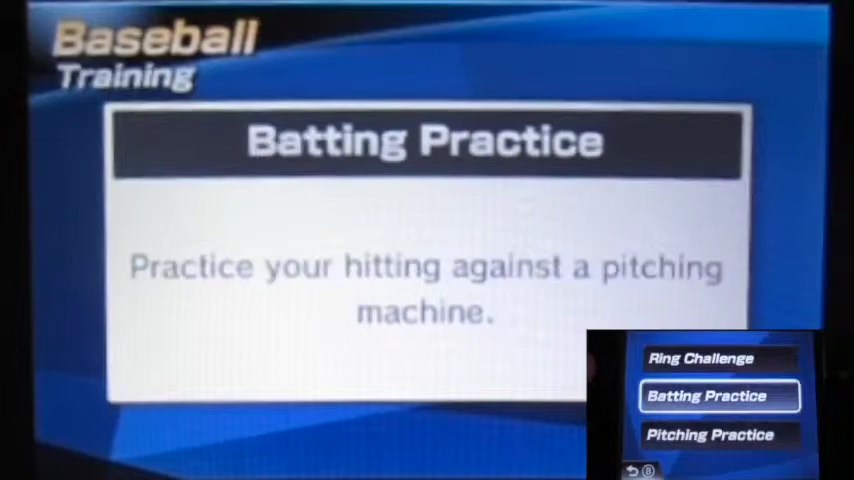 Baseball
Training
Batting Practice
Practice your hitting against a pitching
machine.
Ring Challenge
Batting Practice
Pitching Practice
B